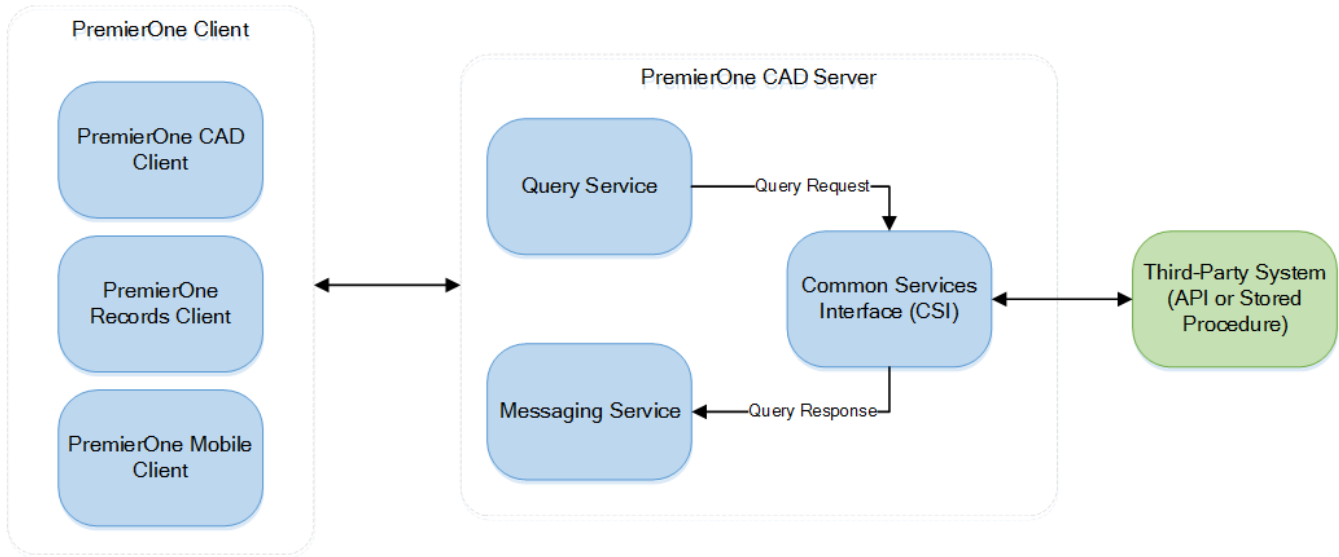 PremierOne Client
PremierOne CAD
Client
PremierOne
Records Client
PremierOne Mobile
Client
PremierOne CAD Server
Query Service
Query Request
Common Services
Interface (CSI)
Messaging Service
Query Response
Third-Party System
(API or Stored
Procedure)